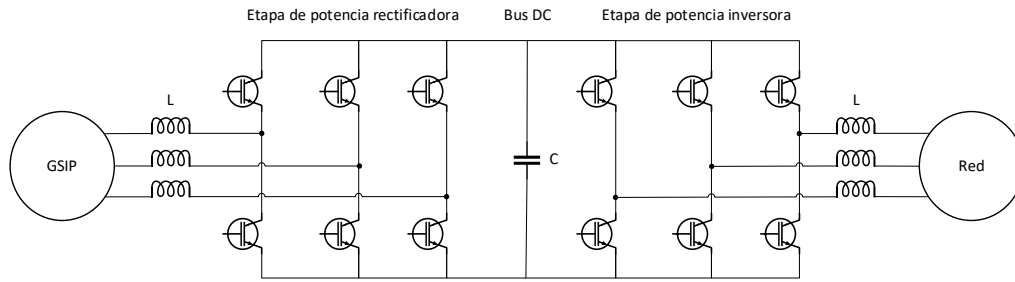 Etapa de potencia rectificadora
Bus DC
Etapa de potencia inversora
L
L
GSIP
C
Red